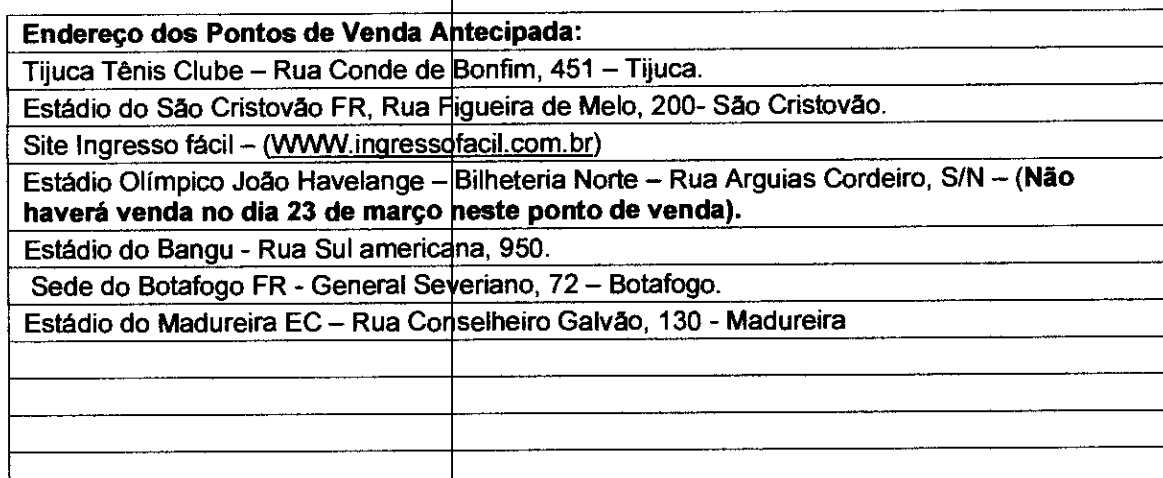 Endereço dos Pontos de Venda Antecipada:
Tijuca Tênis Clube – Rua Conde de Bonfim, 451 – Tijuca.
Estádio do São Cristovão FR, Rua Figueira de Melo, 200- São Cristovão.
Site Ingresso fácil – (WWW.ingressofacil.com.br)
Estádio Olímpico João Havelange – Bilheteria Norte – Rua Arguias Cordeiro, S/N – (Não
haverá venda no dia 23 de março neste ponto de venda).
Estádio do Bangu - Rua Sul americana, 950.
Sede do Botafogo FR - General Severiano, 72 – Botafogo.
Estádio do Madureira EC – Rua Conselheiro Galvão, 130 - Madureira